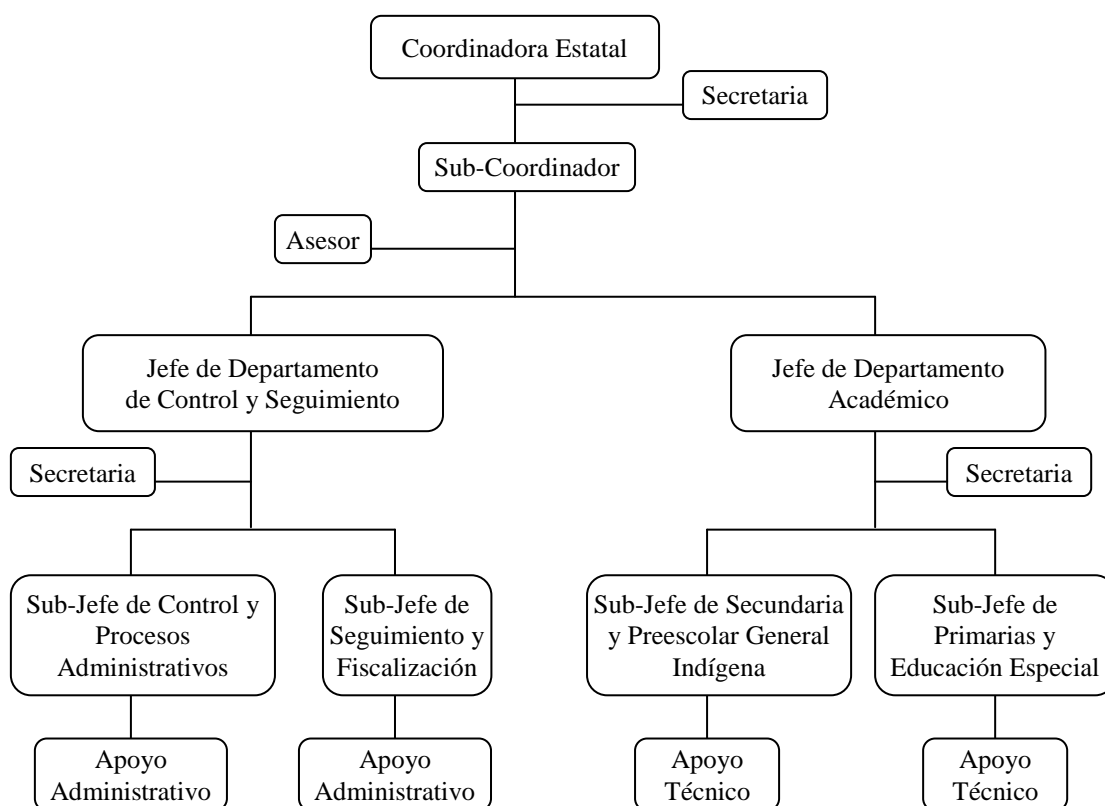 Coordinadora Estatal
Secretaria
Sub-Coordinador
Asesor
Jefe de Departamento
de Control y Seguimiento
Jefe de Departamento
Académico
Secretaria
Secretaria
Sub-Jefe de Control y
Procesos
Administrativos
Sub-Jefe de
Seguimiento y
Fiscalización
Sub-Jefe de Secundaria
y Preescolar General
Indígena
Sub-Jefe de
Primarias y
Educación Especial
Apoyo
Administrativo
Apoyo
Administrativo
Apoyo
Técnico
Apoyo
Técnico